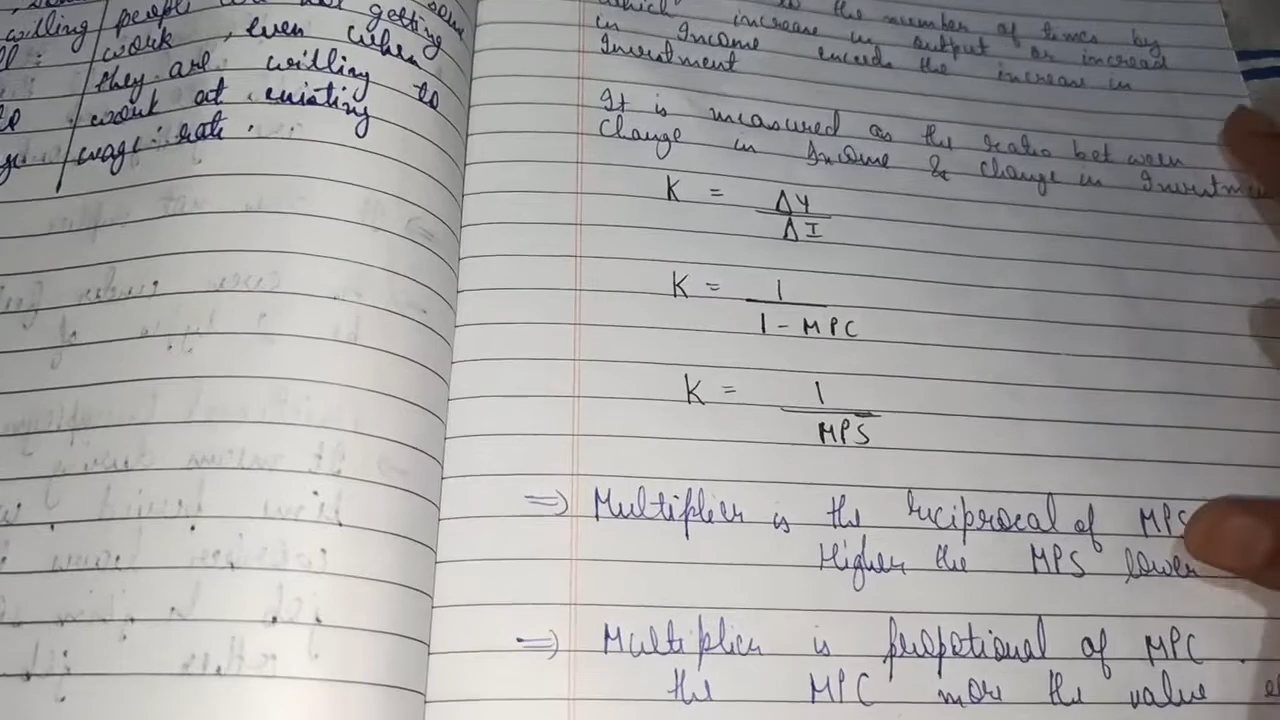 willing people not getting
work, even when
they are willing to
work at existing
wage rate.
the number of times by
which increase in output or increase
in Income exceeds the increase in
Investment
It is measured as the ratio between
Change in Income & Change in Investm
K = ΔY / ΔI
K = 1 / 1 - MPC
K = 1 / MPS
=> Multiplier is the reciprocal of MPS
Higher the MPS lower
=> Multiplier is propotional of MPC.
the MPC more the value